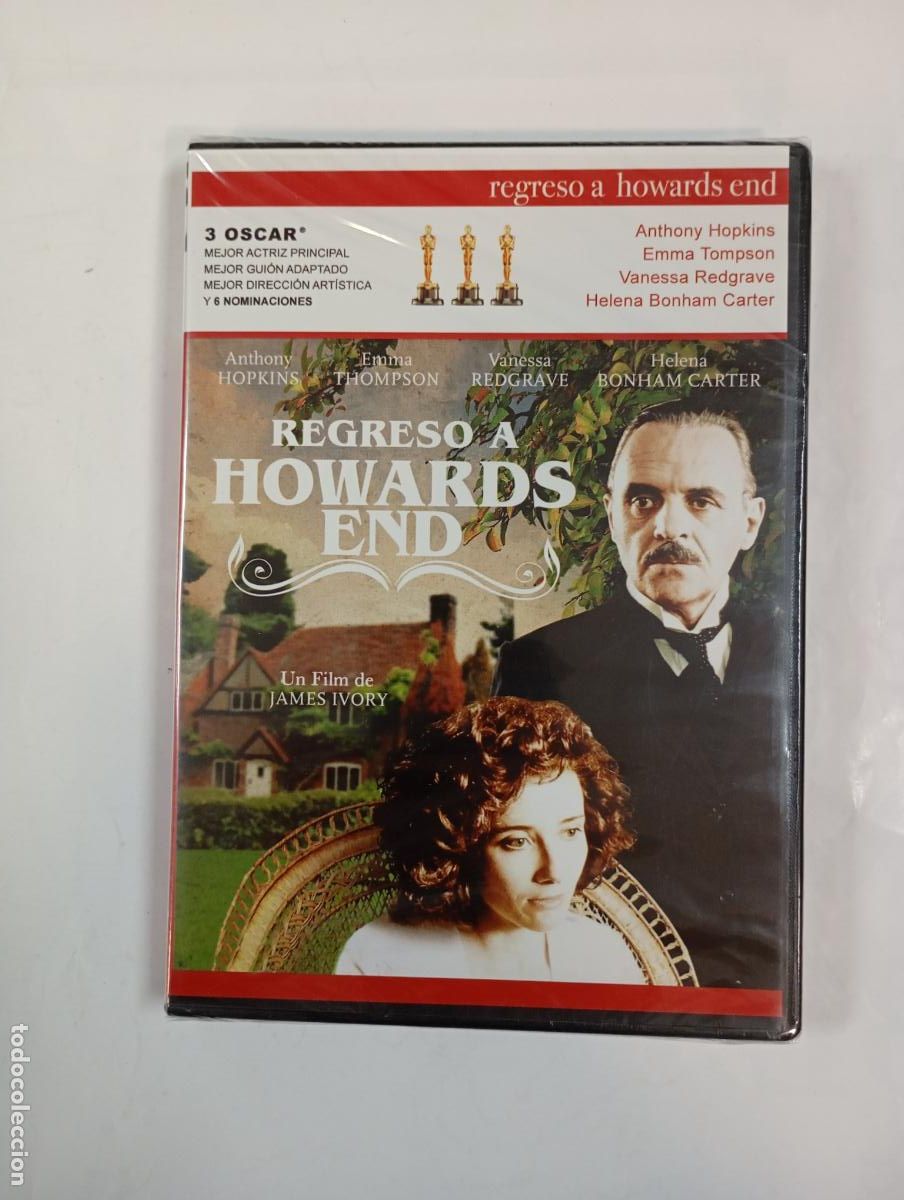 regreso a howards end
3 OSCAR®
MEJOR ACTRIZ PRINCIPAL
MEJOR GUIÓN ADAPTADO
MEJOR DIRECCIÓN ARTÍSTICA
Y 6 NOMINACIONES
Anthony Hopkins
Emma Tompson
Vanessa Redgrave
Helena Bonham Carter
Anthony HOPKINS
Emma THOMPSON
Vanessa REDGRAVE
Helena BONHAM CARTER
REGRESO A
HOWARDS
END
Un Film de
JAMES IVORY
todocoleccion